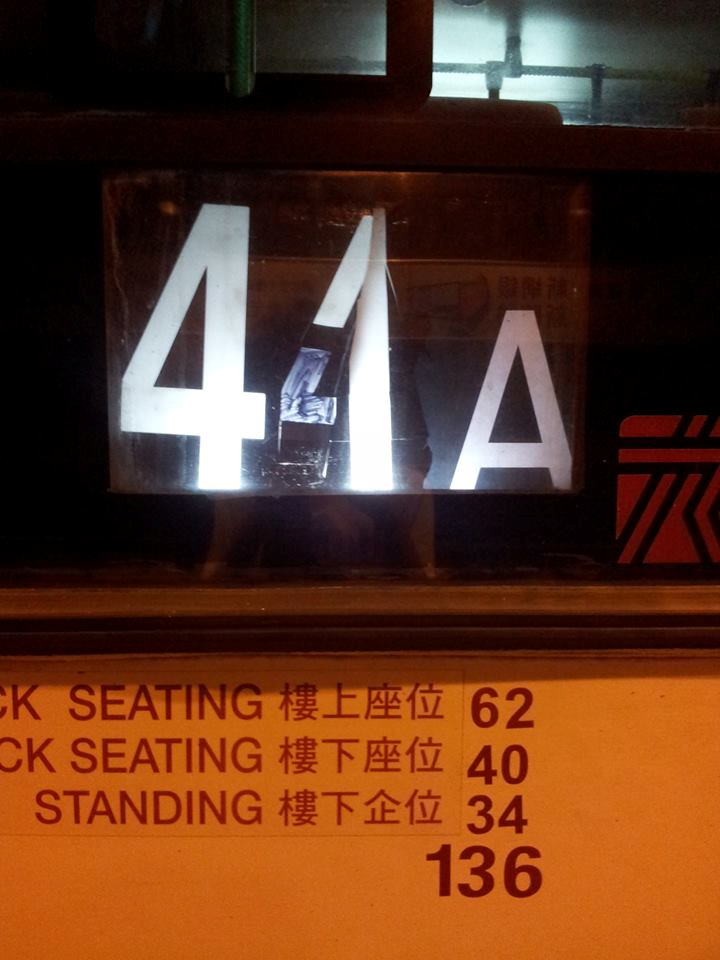 41A
CK SEATING 樓上座位 62
CK SEATING 樓下座位 40
STANDING 樓下企位 34
136